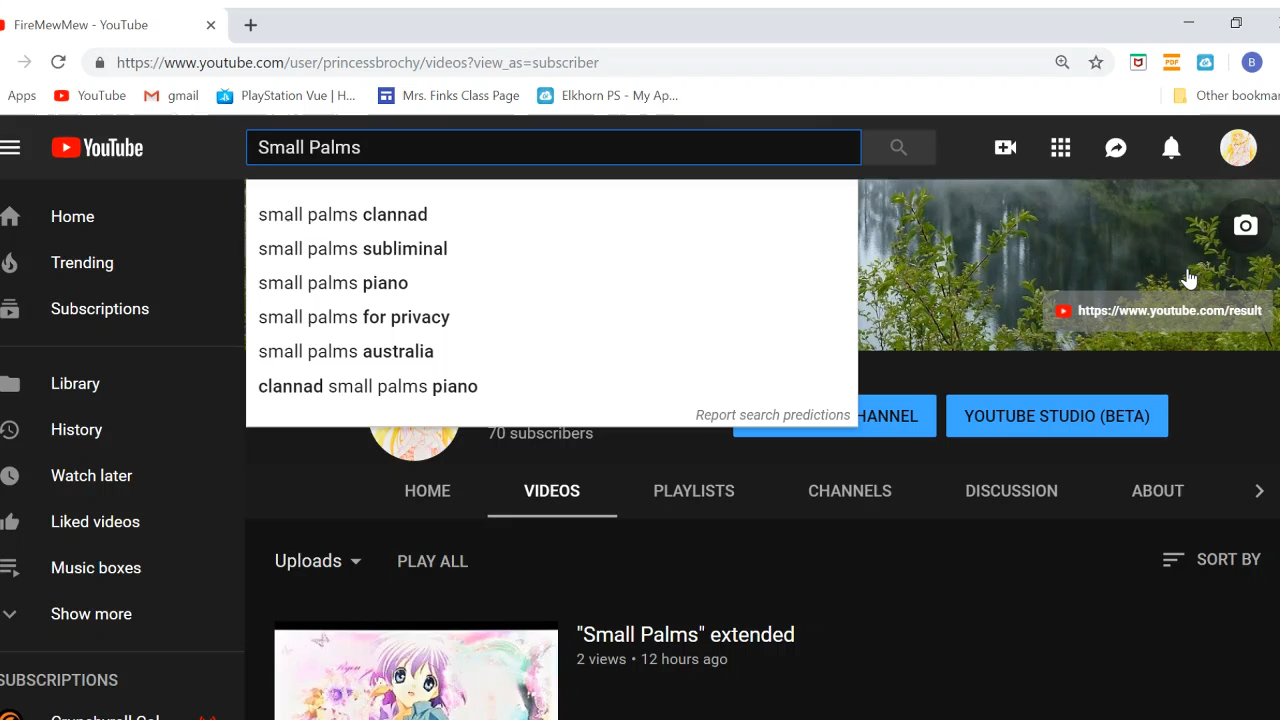 FireMewMew - YouTube
https://www.youtube.com/user/princessbrochy/videos?view_as=subscriber
PDF
B
Apps YouTube gmail PlayStation Vue | H... Mrs. Finks Class Page Elkhorn PS - My Ap...
Other bookmar
YouTube
Small Palms
small palms clannad
small palms subliminal
small palms piano
small palms for privacy
small palms australia
clannad small palms piano
Report search predictions
Home
Trending
Subscriptions
Library
History
Watch later
Liked videos
Music boxes
Show more
SUBSCRIPTIONS
https://www.youtube.com/result
HANNEL
YOUTUBE STUDIO (BETA)
70 subscribers
HOME VIDEOS PLAYLISTS CHANNELS DISCUSSION ABOUT
Uploads PLAY ALL SORT BY
"Small Palms" extended
2 views • 12 hours ago